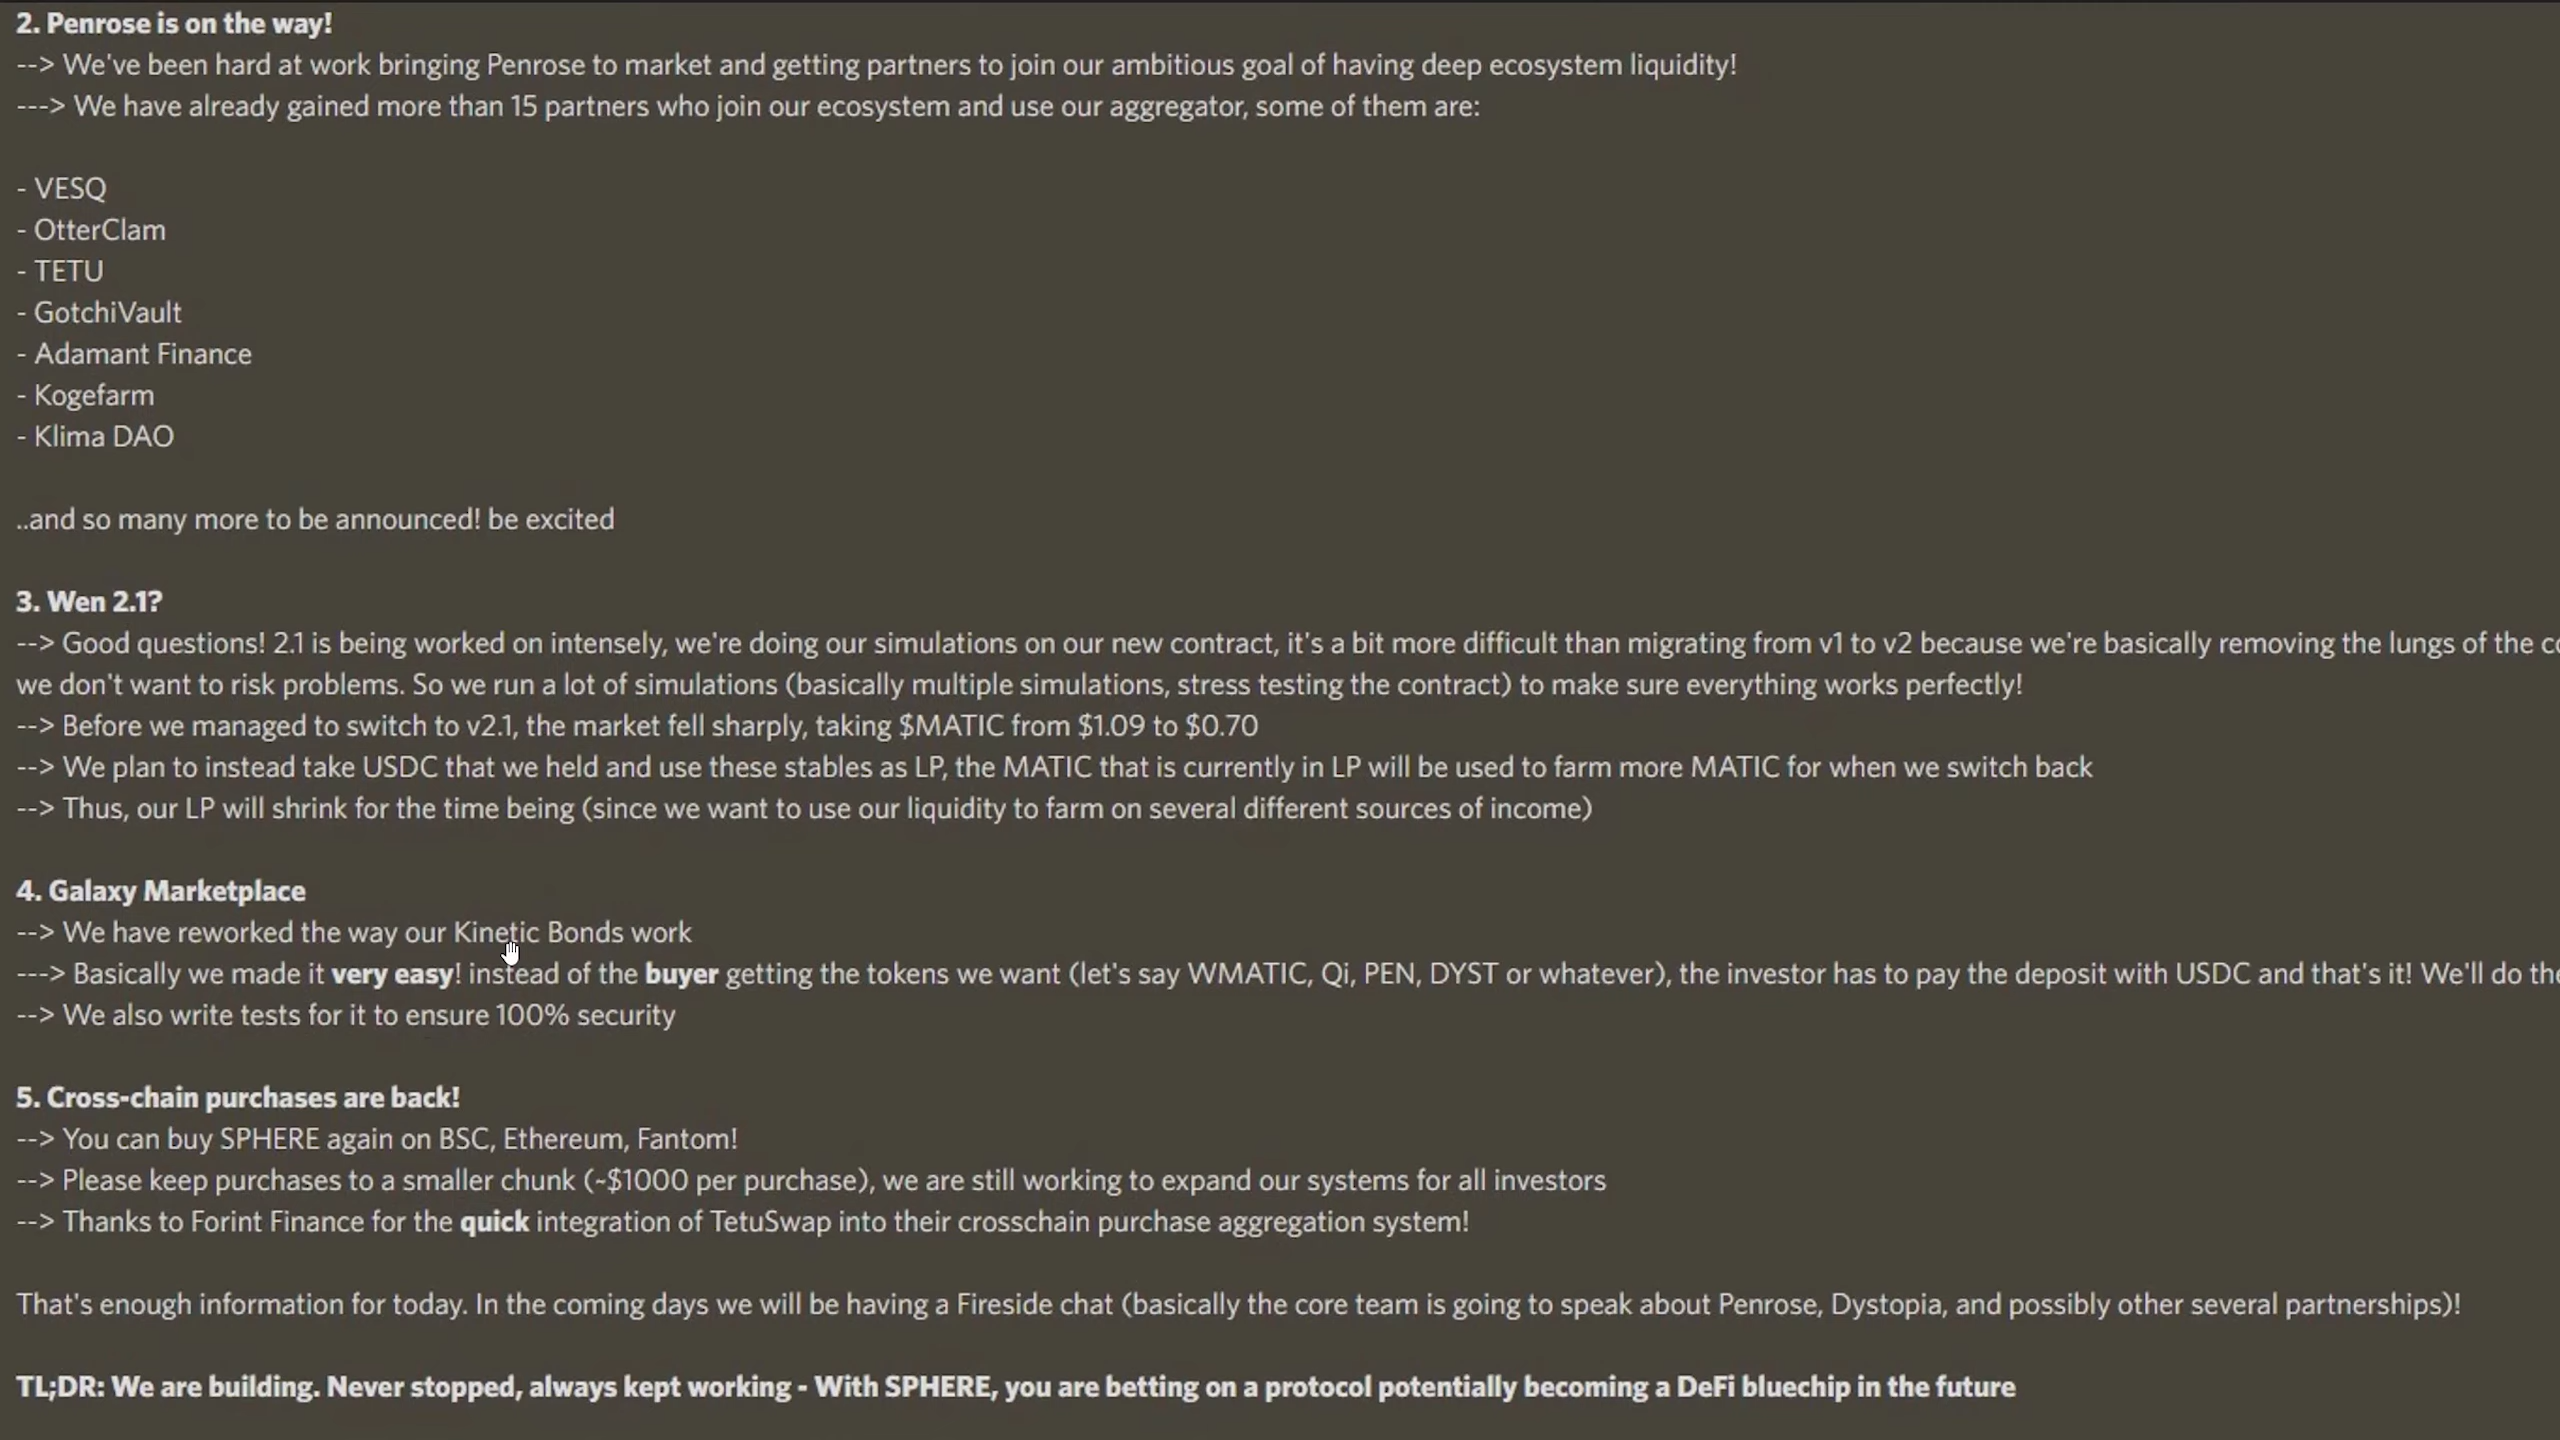 2. Penrose is on the way!
--> We've been hard at work bringing Penrose to market and getting partners to join our ambitious goal of having deep ecosystem liquidity!
---> We have already gained more than 15 partners who join our ecosystem and use our aggregator, some of them are:
- VESQ
- OtterClam
- TETU
- GotchiVault
- Adamant Finance
- Kogefarm
- Klima DAO
..and so many more to be announced! be excited
3. Wen 2.1?
--> Good questions! 2.1 is being worked on intensely, we're doing our simulations on our new contract, it's a bit more difficult than migrating from v1 to v2 because we're basically removing the lungs of the
we don't want to risk problems. So we run a lot of simulations (basically multiple simulations, stress testing the contract) to make sure everything works perfectly!
--> Before we managed to switch to v2.1, the market fell sharply, taking $MATIC from $1.09 to $0.70
--> We plan to instead take USDC that we held and use these stables as LP, the MATIC that is currently in LP will be used to farm more MATIC for when we switch back
--> Thus, our LP will shrink for the time being (since we want to use our liquidity to farm on several different sources of income)
4. Galaxy Marketplace
--> We have reworked the way our Kinetic Bonds work
---> Basically we made it very easy! instead of the buyer getting the tokens we want (let's say WMATIC, Qi, PEN, DYST or whatever), the investor has to pay the deposit with USDC and that's it! We'll do
--> We also write tests for it to ensure 100% security
5. Cross-chain purchases are back!
--> You can buy SPHERE again on BSC, Ethereum, Fantom!
--> Please keep purchases to a smaller chunk (~$1000 per purchase), we are still working to expand our systems for all investors
--> Thanks to Forint Finance for the quick integration of TetuSwap into their crosschain purchase aggregation system!
That's enough information for today. In the coming days we will be having a Fireside chat (basically the core team is going to speak about Penrose, Dystopia, and possibly other several partnerships)!
TL;DR: We are building. Never stopped, always kept working - With SPHERE, you are betting on a protocol potentially becoming a DeFi bluechip in the future